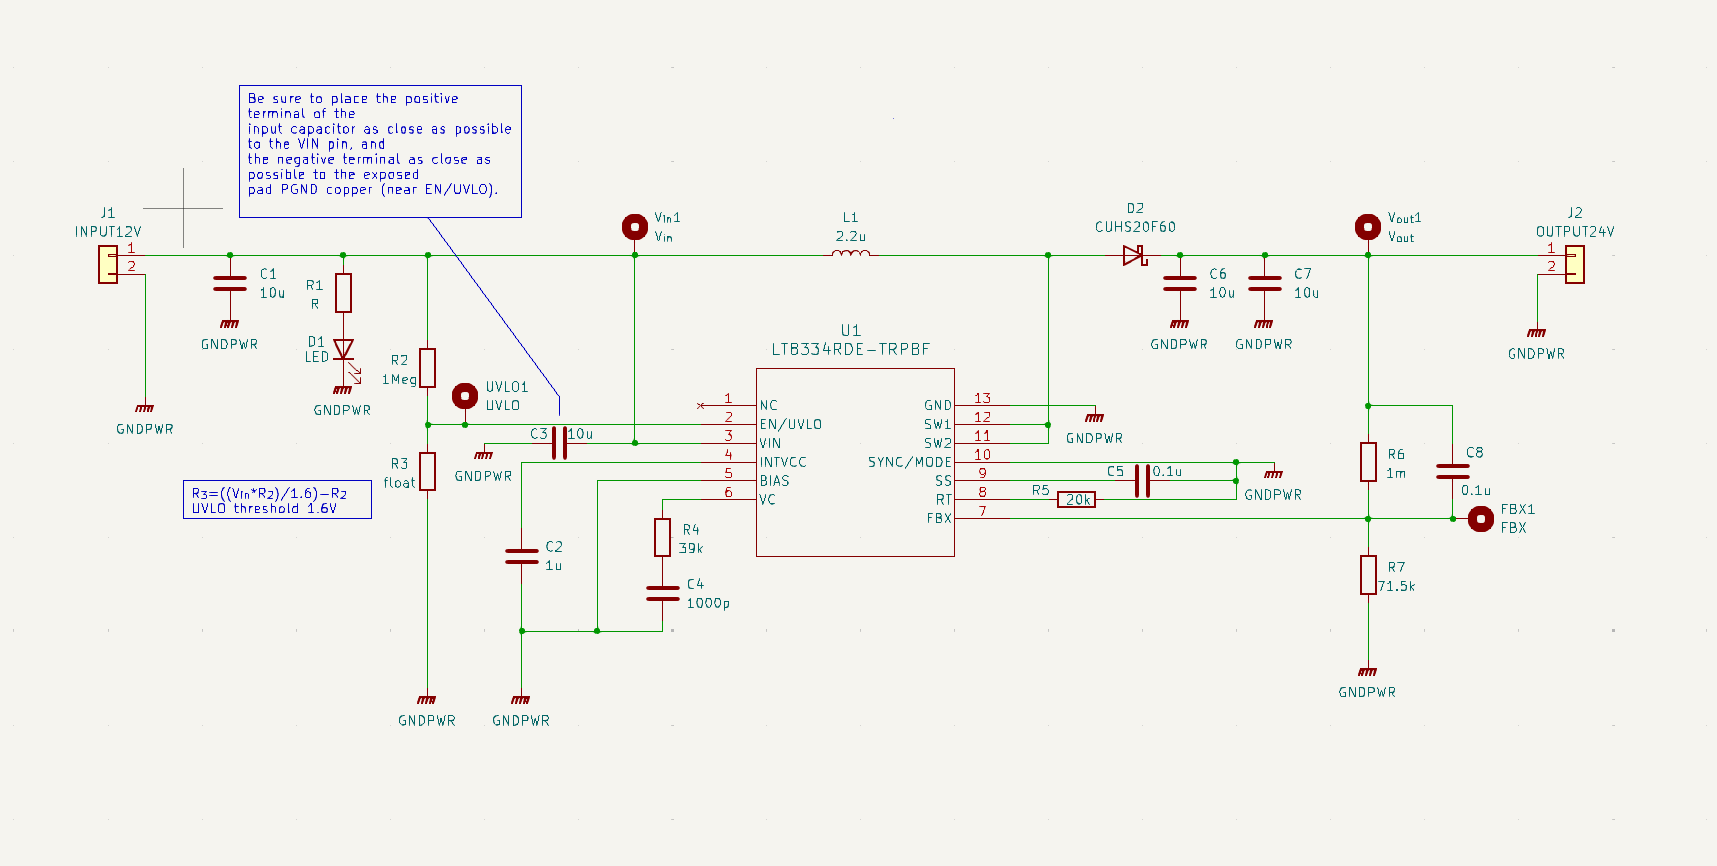 Be sure to place the positive
terminal of the
input capacitor as close as possible
to the VIN pin, and
the negative terminal as close as
possible to the exposed
pad PGND copper (near EN/UVLO).
J1
INPUT12V
1
2
GNDPWR
C1
10u
GNDPWR
R1
R
D1
LED
GNDPWR
R2
1Meg
UVLO1
UVLO
R3
float
R3=((Vin*R2)/1.6)-R2
UVLO threshold 1.6V
GNDPWR
Vin1
Vin
C3
10u
GNDPWR
C2
1u
GNDPWR
R4
39k
C4
1000p
L1
2.2u
U1
LT8334RDE-TRPBF
1
NC
2
EN/UVLO
3
VIN
4
INTVCC
5
BIAS
6
VC
GND
13
SW1
12
SW2
11
SYNC/MODE
10
SS
9
RT
8
FBX
7
GNDPWR
C5
0.1u
R5
20k
GNDPWR
D2
CUHS20F60
C6
10u
GNDPWR
C7
10u
GNDPWR
Vout1
Vout
J2
OUTPUT24V
1
2
GNDPWR
R6
1m
C8
0.1u
FBX1
FBX
R7
71.5k
GNDPWR